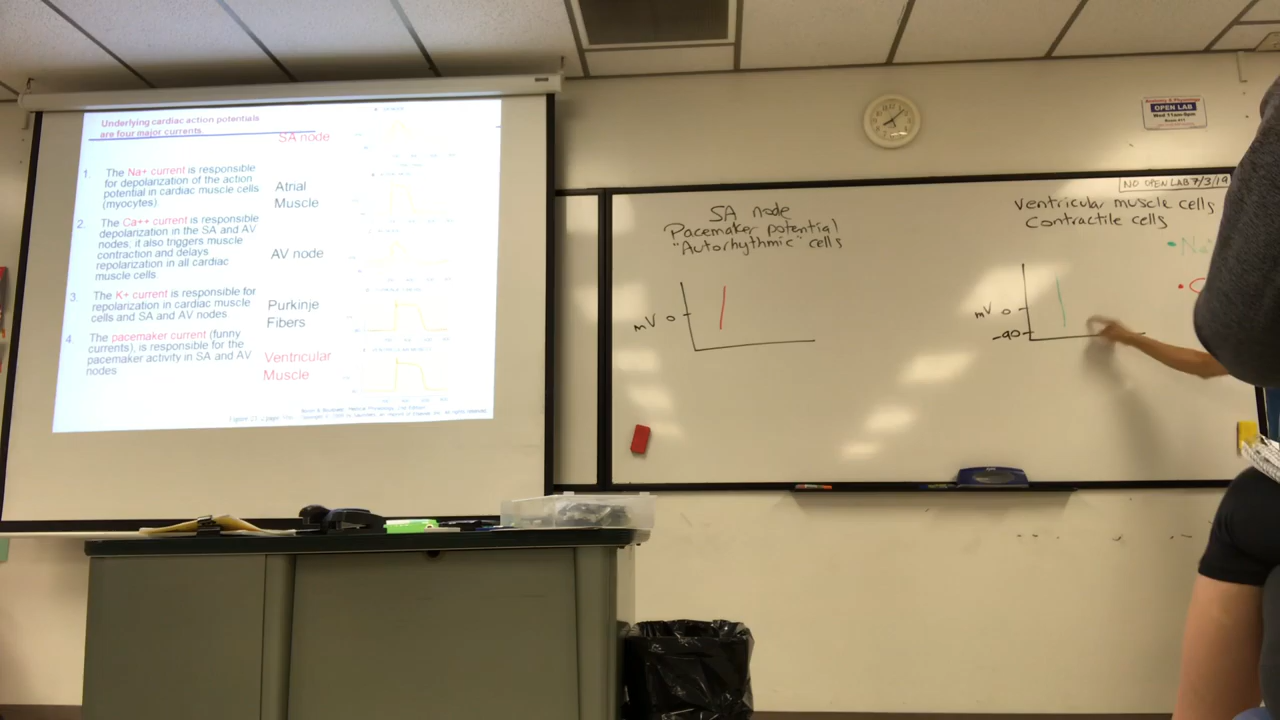 Underlying cardiac action potentials
are four major currents.
SA node
1. The Na+ current is responsible
for depolarization of the action
potential in cardiac muscle cells
(myocytes).
Atrial
Muscle
2. The Ca++ current is responsible
depolarization in the SA and AV
nodes, it also triggers muscle
contraction and delays
repolarization in all cardiac
muscle cells.
AV node
3. The K+ current is responsible for
repolarization in cardiac muscle
cells and SA and AV nodes
Purkinje
Fibers
4. The pacemaker current (funny
currents), is responsible for the
pacemaker activity in SA and AV
nodes
Ventricular
Muscle
SA node
Pacemaker potential
"Autorhythmic" cells
mV 0
OPEN LAB
Wed 11am-5pm
NO OPEN LAB 7/3/19
Ventricular muscle cells
Contractile cells
• Na+
• C
mV 0
-90